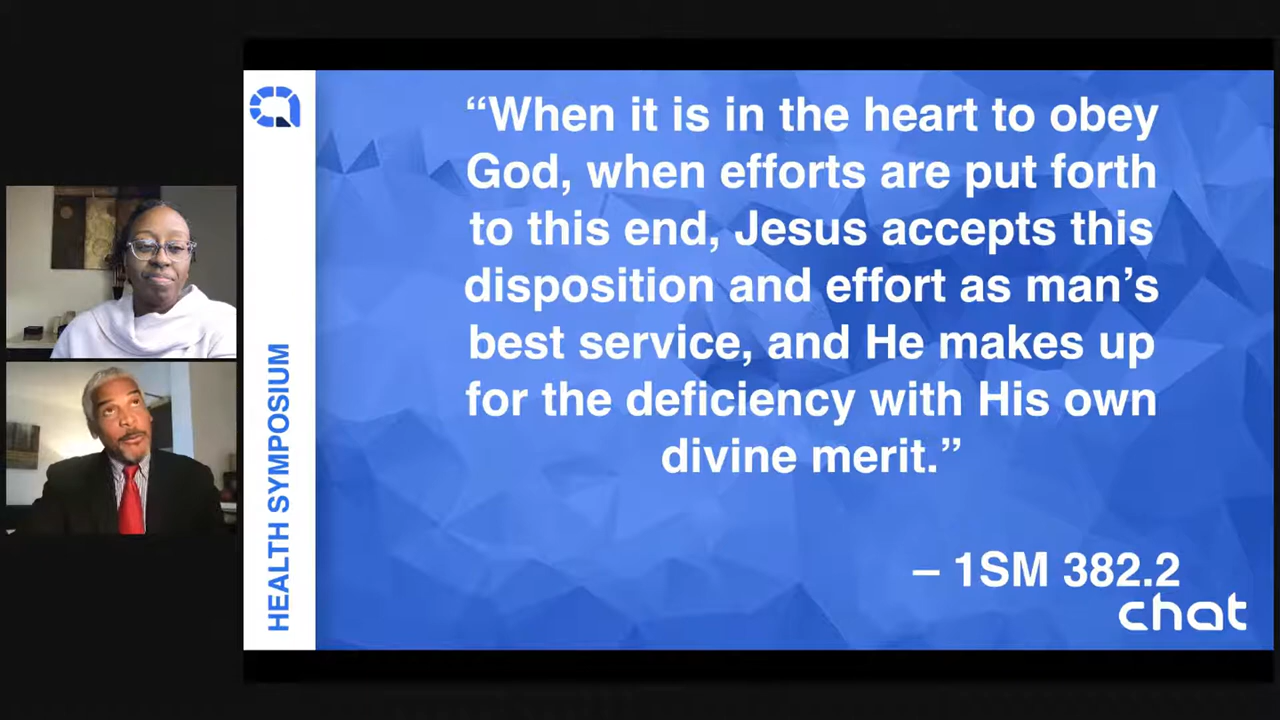 HEALTH SYMPOSIUM
“When it is in the heart to obey
God, when efforts are put forth
to this end, Jesus accepts this
disposition and effort as man’s
best service, and He makes up
for the deficiency with His own
divine merit.”
– 1SM 382.2
chat